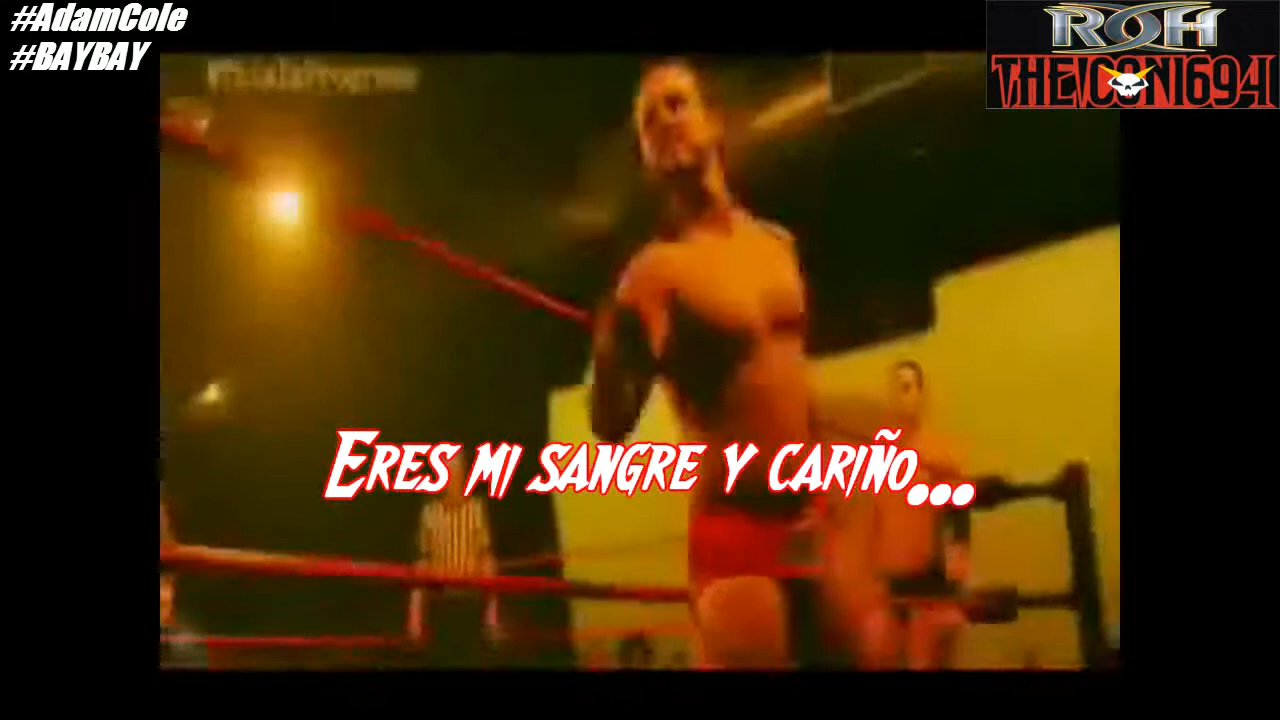 #AdamCole
#BAYBAY
ROH
THEICON1694
Eres mi sangre y cariño...